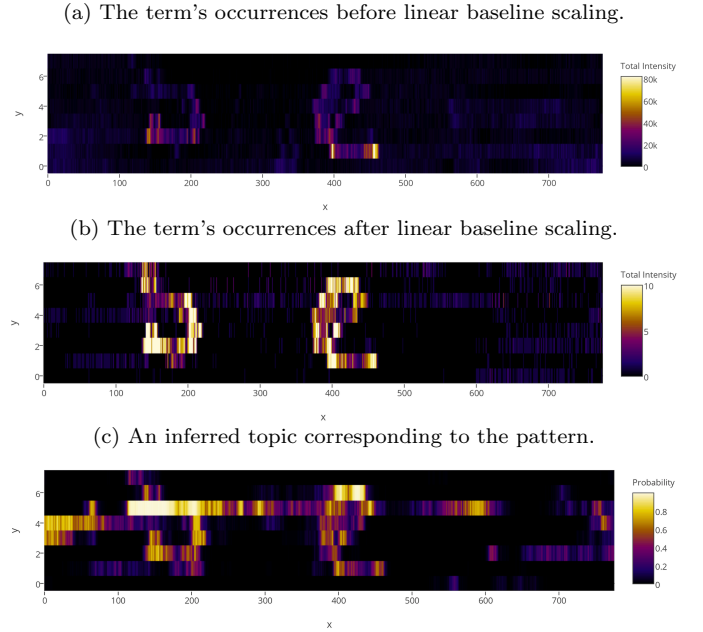 (a) The term's occurrences before linear baseline scaling.
Total Intensity
80k
60k
40k
20k
0
y
6
4
2
0
0 100 200 300 400 500 600 700
x
(b) The term's occurrences after linear baseline scaling.
Total Intensity
10
5
0
y
6
4
2
0
0 100 200 300 400 500 600 700
x
(c) An inferred topic corresponding to the pattern.
Probability
0.8
0.6
0.4
0.2
0
y
6
4
2
0
0 100 200 300 400 500 600 700
x